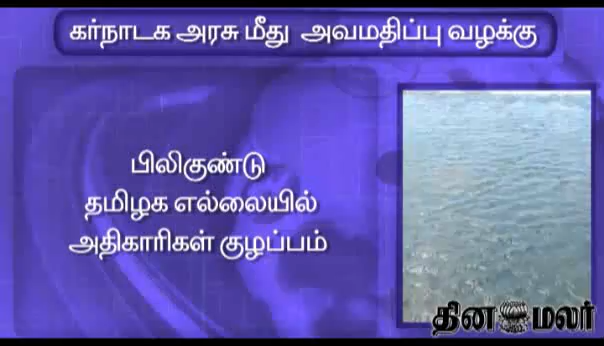 கர்நாடக அரசு மீது அவமதிப்பு வழக்கு
பிலிகுண்டு
தமிழக எல்லையில்
அதிகாரிகள் குழப்பம்
தினமலர்